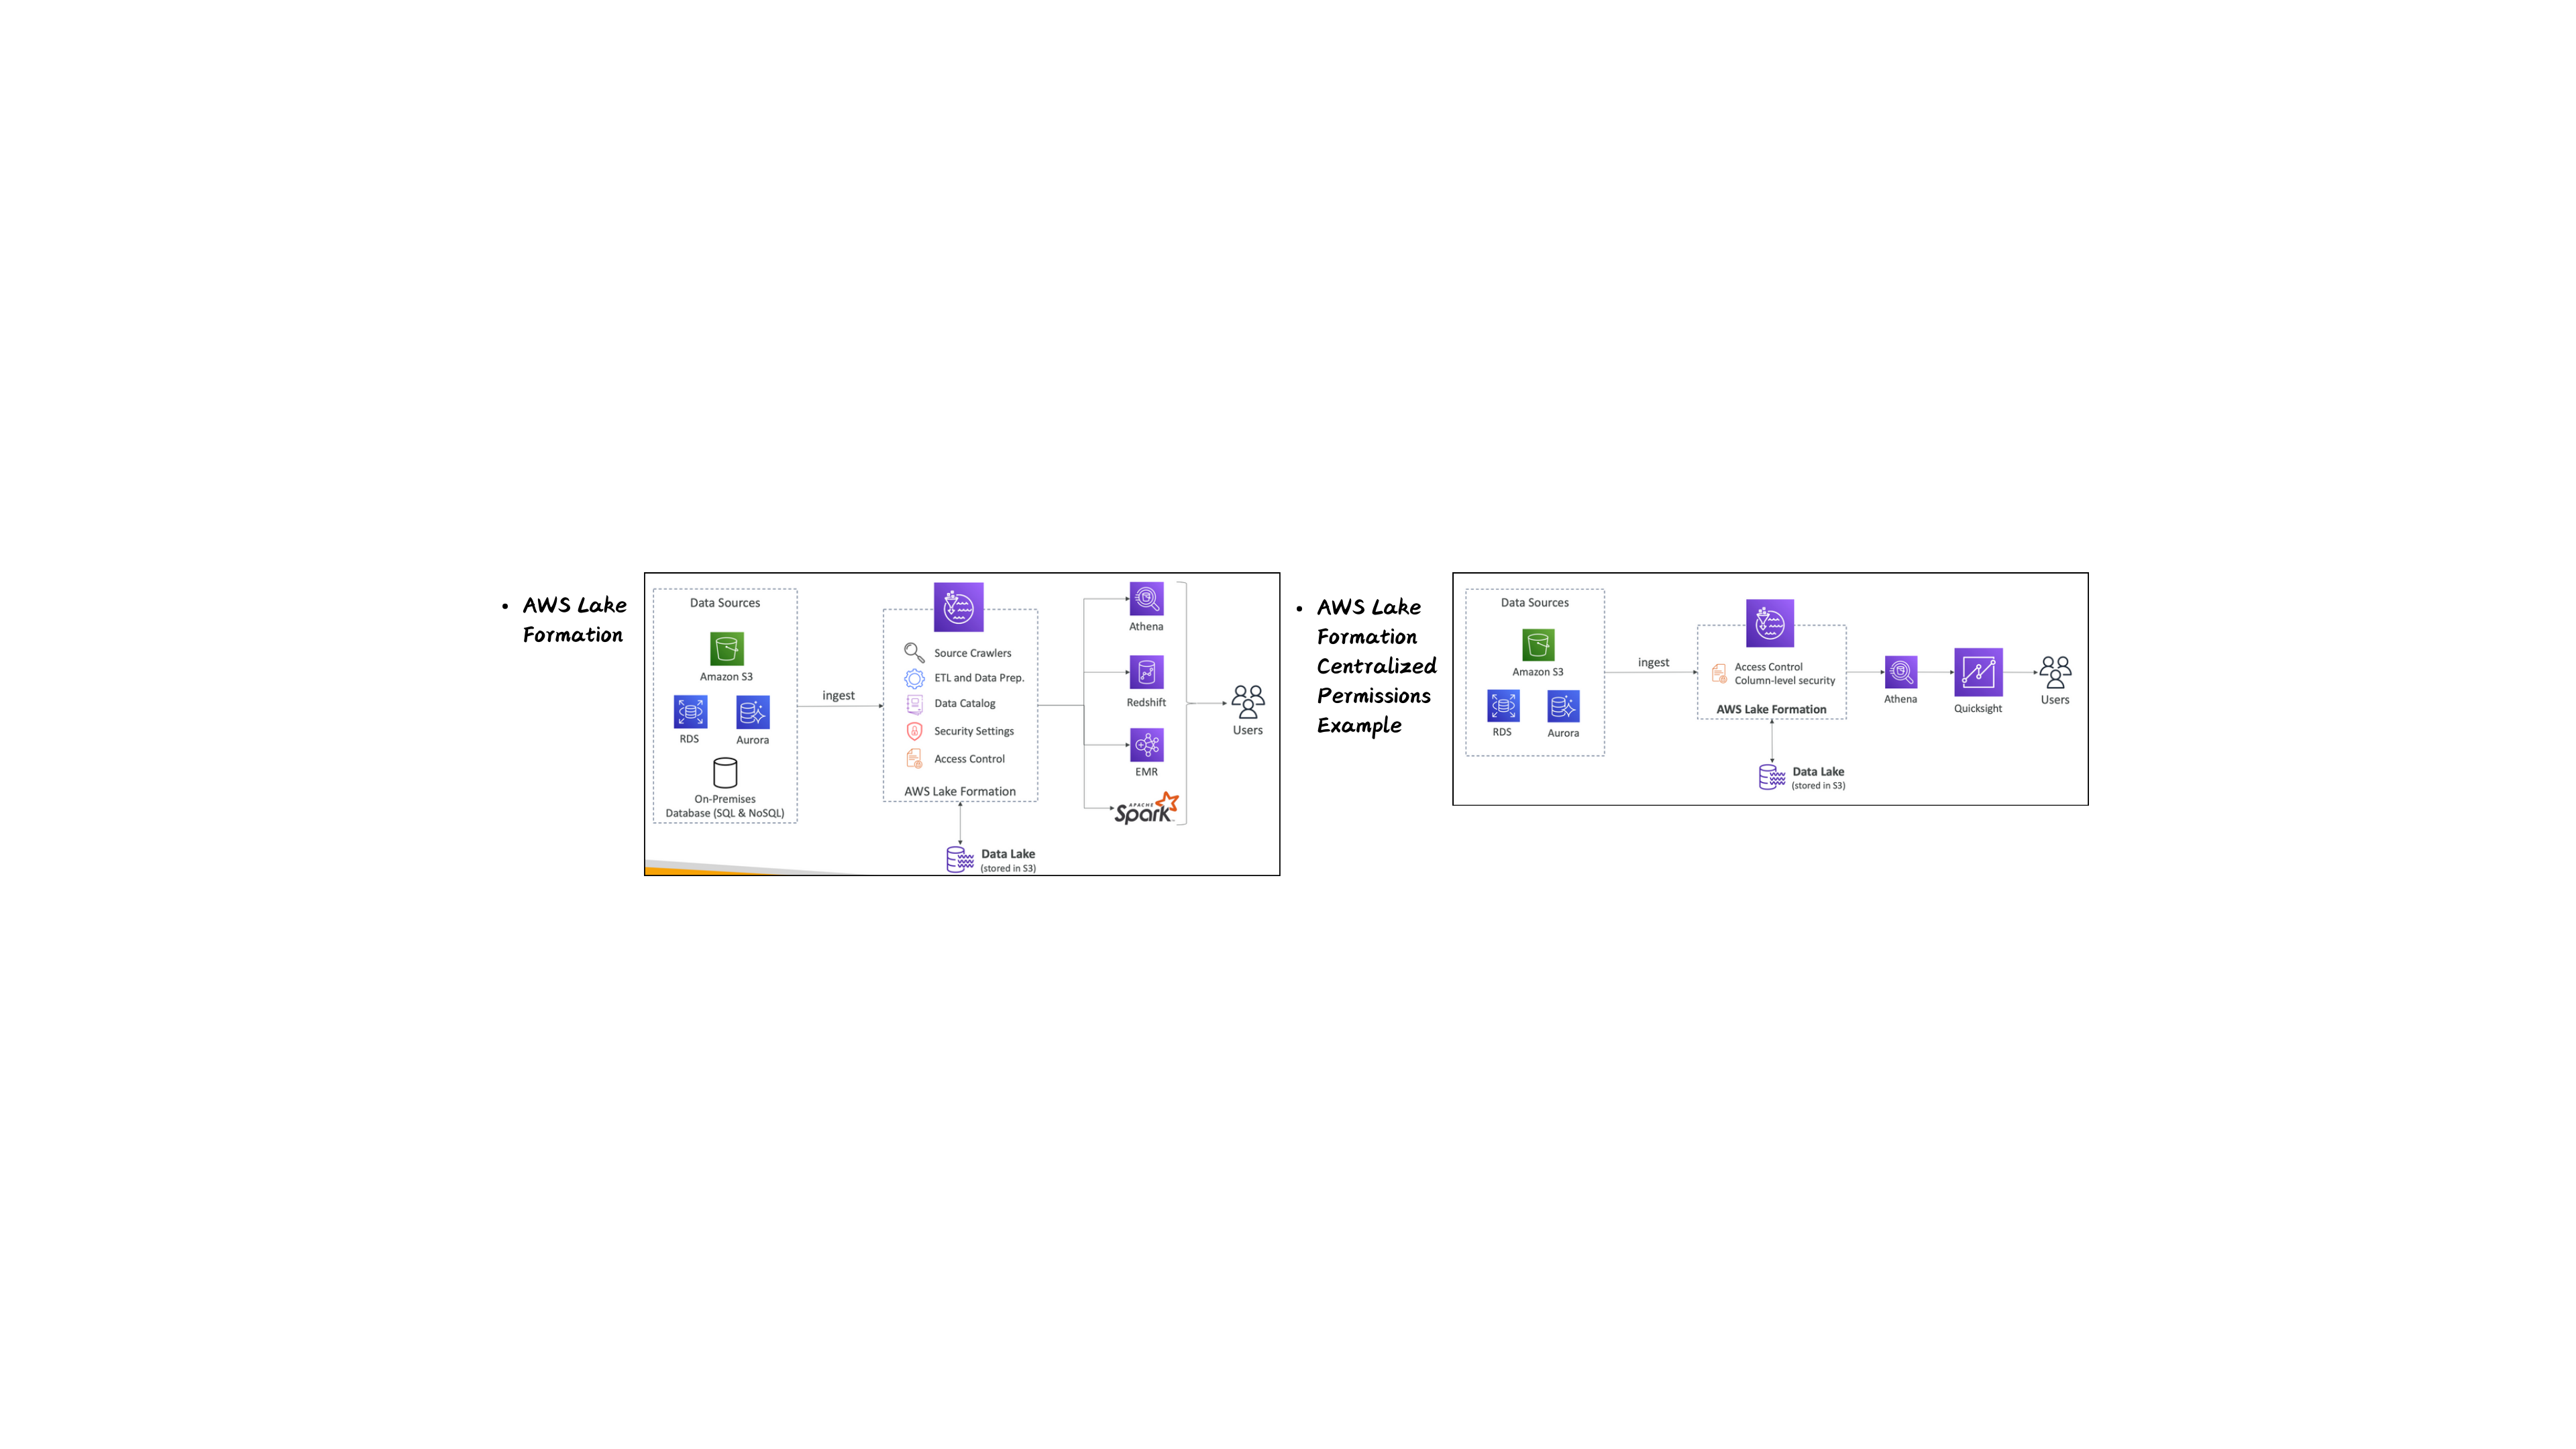 • AWS Lake
Formation
Data Sources
Amazon S3
RDS
Aurora
On-Premises
Database (SQL & NoSQL)
ingest
Source Crawlers
ETL and Data Prep.
Data Catalog
Security Settings
Access Control
AWS Lake Formation
Data Lake
(stored in S3)
Athena
Redshift
EMR
APACHE
Spark
Users
• AWS Lake
Formation
Centralized
Permissions
Example
Data Sources
Amazon S3
RDS
Aurora
ingest
Access Control
Column-level security
AWS Lake Formation
Data Lake
(stored in S3)
Athena
Quicksight
Users